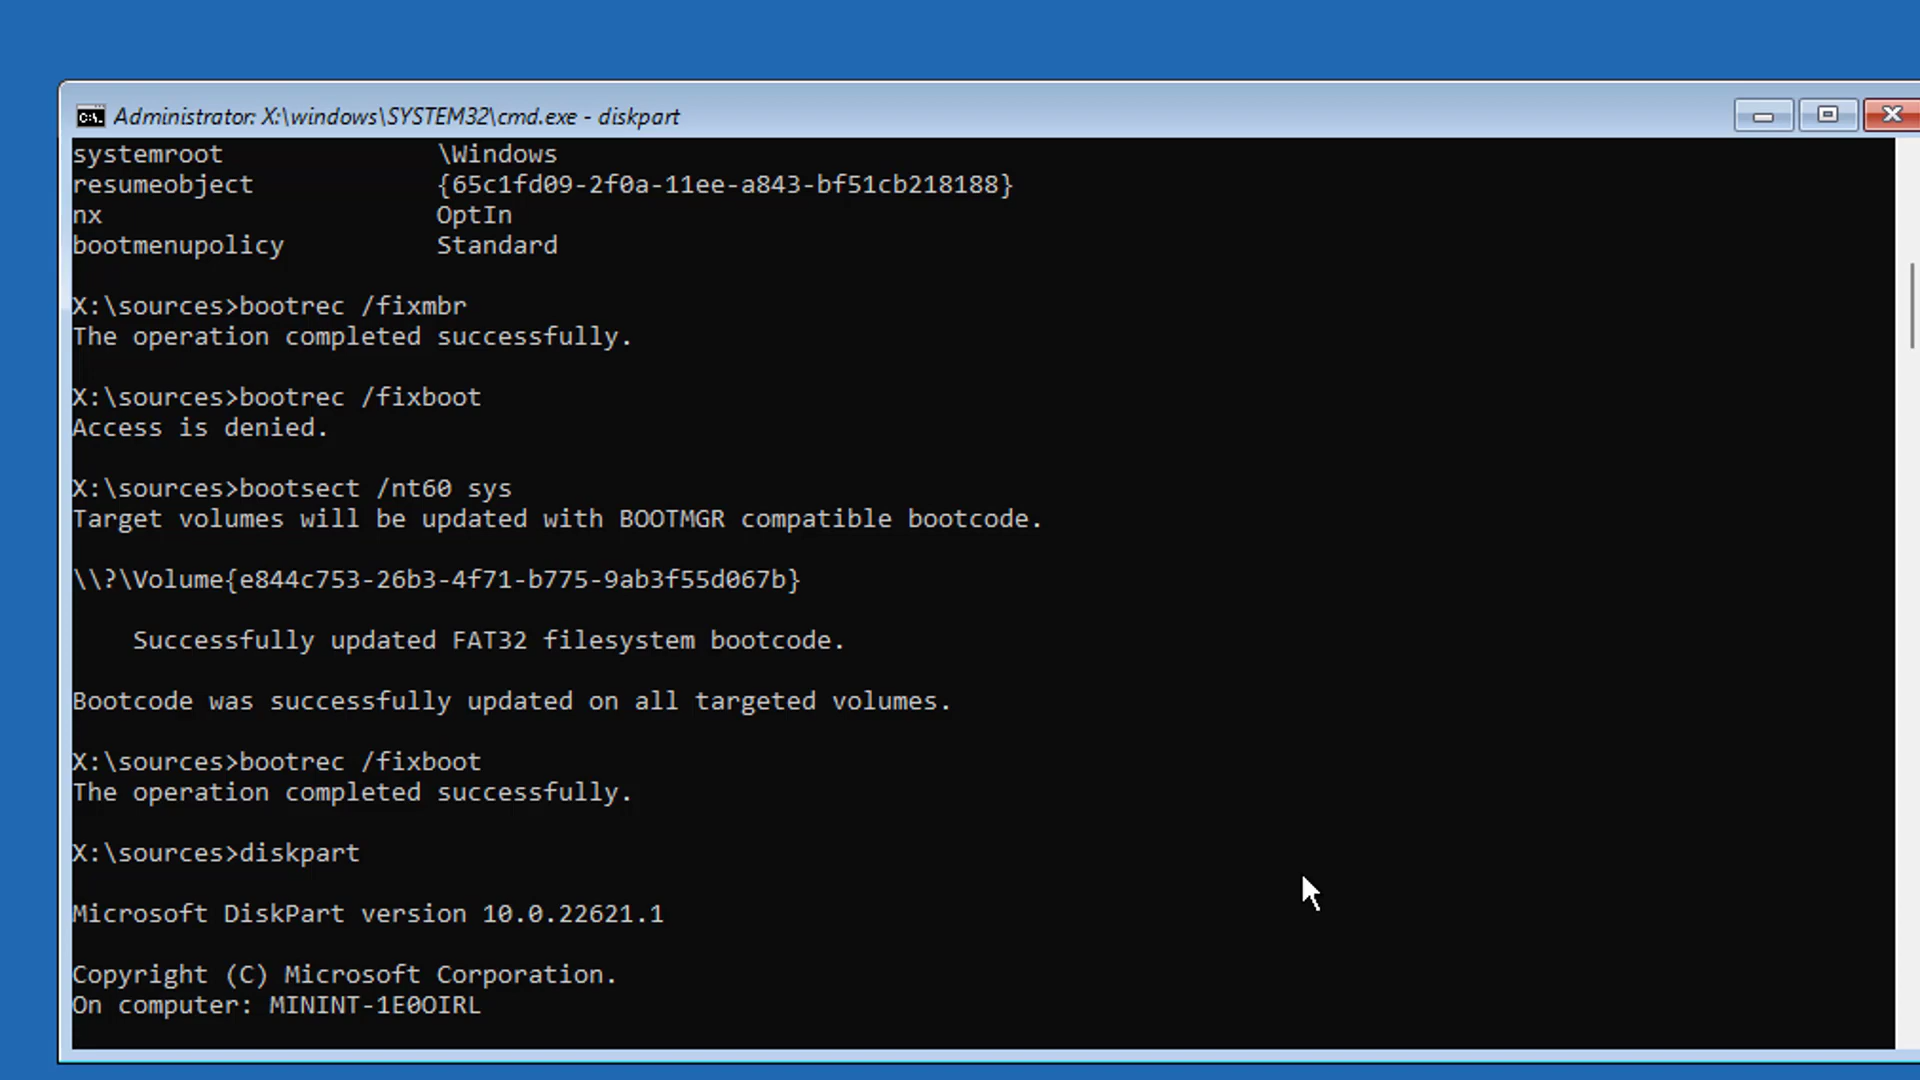 Administrator: X:\windows\SYSTEM32\cmd.exe - diskpart
systemroot \Windows
resumeobject {65c1fd09-2f0a-11ee-a843-bf51cb218188}
nx OptIn
bootmenupolicy Standard
X:\sources>bootrec /fixmbr
The operation completed successfully.
X:\sources>bootrec /fixboot
Access is denied.
X:\sources>bootsect /nt60 sys
Target volumes will be updated with BOOTMGR compatible bootcode.
\\?\Volume{e844c753-26b3-4f71-b775-9ab3f55d067b}
Successfully updated FAT32 filesystem bootcode.
Bootcode was successfully updated on all targeted volumes.
X:\sources>bootrec /fixboot
The operation completed successfully.
X:\sources>diskpart
Microsoft DiskPart version 10.0.22621.1
Copyright (C) Microsoft Corporation.
On computer: MININT-1E0OIRL